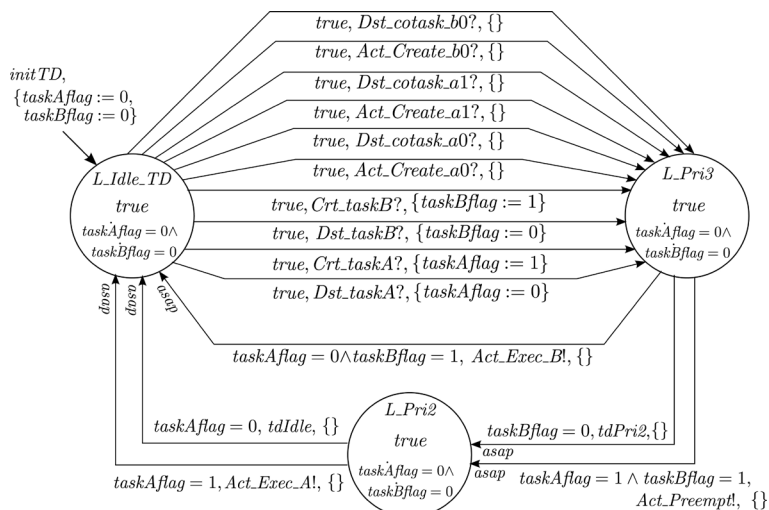 true, Dst_cotask_b0?, {}
true, Act_Create_b0?, {}
true, Dst_cotask_a1?, {}
true, Act_Create_a1?, {}
true, Dst_cotask_a0?, {}
true, Act_Create_a0?, {}
true, Crt_taskB?, {taskBflag := 1}
true, Dst_taskB?, {taskBflag := 0}
true, Crt_taskA?, {taskAflag := 1}
true, Dst_taskA?, {taskAflag := 0}
initTD,
{taskAflag := 0,
taskBflag := 0}
L_Idle_TD
true
taskȦflag = 0∧
taskḂflag = 0
L_Pri3
true
taskȦflag = 0∧
taskḂflag = 0
asap
asap
asap
taskAflag = 0∧taskBflag = 1, Act_Exec_B!, {}
L_Pri2
true
taskȦflag = 0∧
taskḂflag = 0
taskAflag = 0, tdIdle, {}
taskAflag = 1, Act_Exec_A!, {}
taskBflag = 0, tdPri2,{}
asap
asap
taskAflag = 1 ∧ taskBflag = 1,
Act_Preempt!, {}